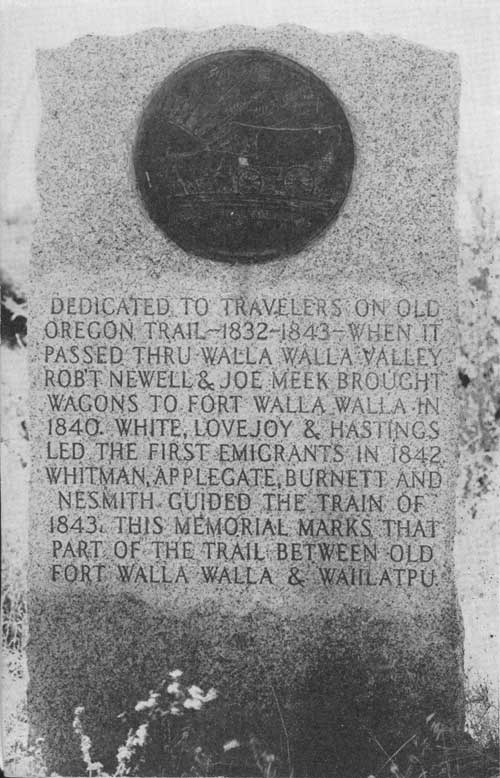 DEDICATED TO TRAVELERS ON OLD
OREGON TRAIL~1832~1843~WHEN IT
PASSED THRU WALLA WALLA VALLEY
ROB'T NEWELL & JOE MEEK BROUGHT
WAGONS TO FORT WALLA WALLA IN
1840. WHITE, LOVEJOY & HASTINGS
LED THE FIRST EMIGRANTS IN 1842
WHITMAN, APPLEGATE, BURNETT AND
NESMITH GUIDED THE TRAIN OF
1843. THIS MEMORIAL MARKS THAT
PART OF THE TRAIL BETWEEN OLD
FORT WALLA WALLA & WAIILATPU